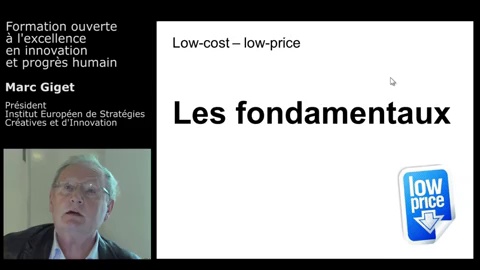 Formation ouverte
à l'excellence
en innovation
et progrès humain
Marc Giget
Président
Institut Européen de Stratégies
Créatives et d'Innovation
Low-cost – low-price
Les fondamentaux
low
price